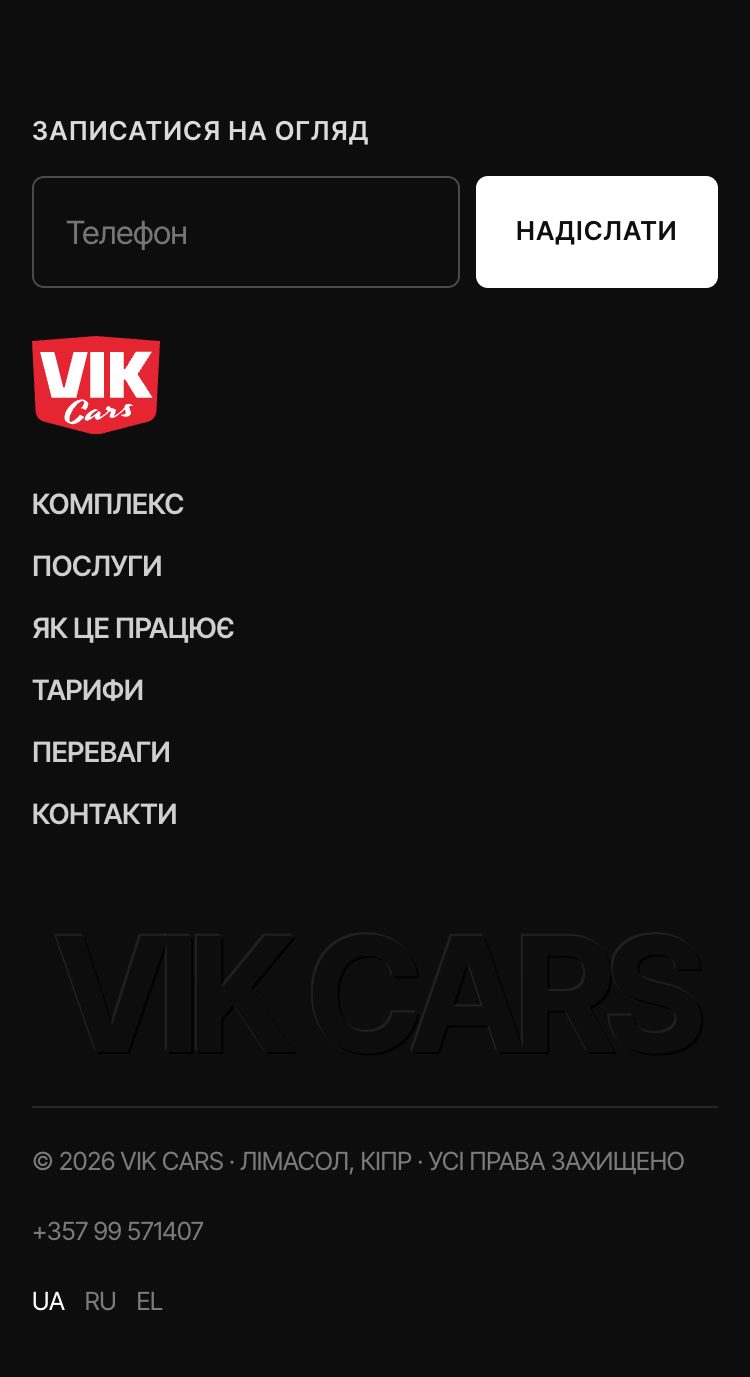 ЗАПИСАТИСЯ НА ОГЛЯД
Телефон
НАДІСЛАТИ
VIK
Cars
КОМПЛЕКС
ПОСЛУГИ
ЯК ЦЕ ПРАЦЮЄ
ТАРИФИ
ПЕРЕВАГИ
КОНТАКТИ
VIK CARS
© 2026 VIK CARS · ЛІМАСОЛ, КІПР · УСІ ПРАВА ЗАХИЩЕНО
+357 99 571407
UA RU EL